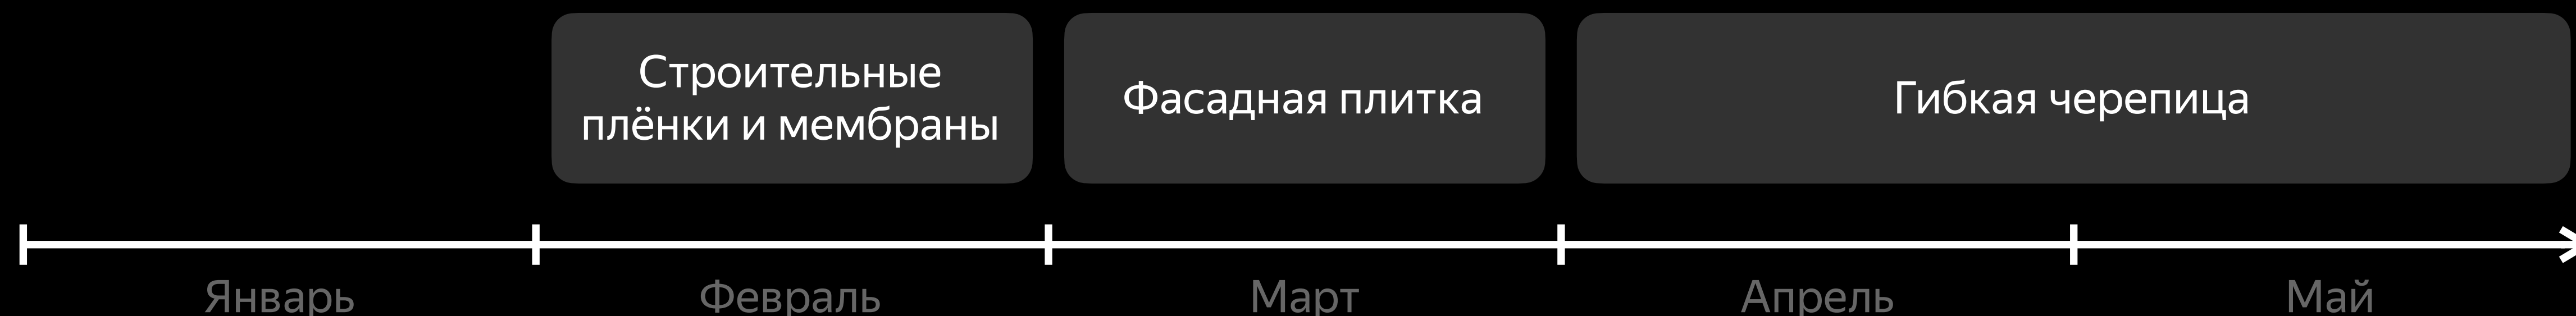 Строительные
плёнки и мембраны
Фасадная плитка
Гибкая черепица
Январь
Февраль
Март
Апрель
Май